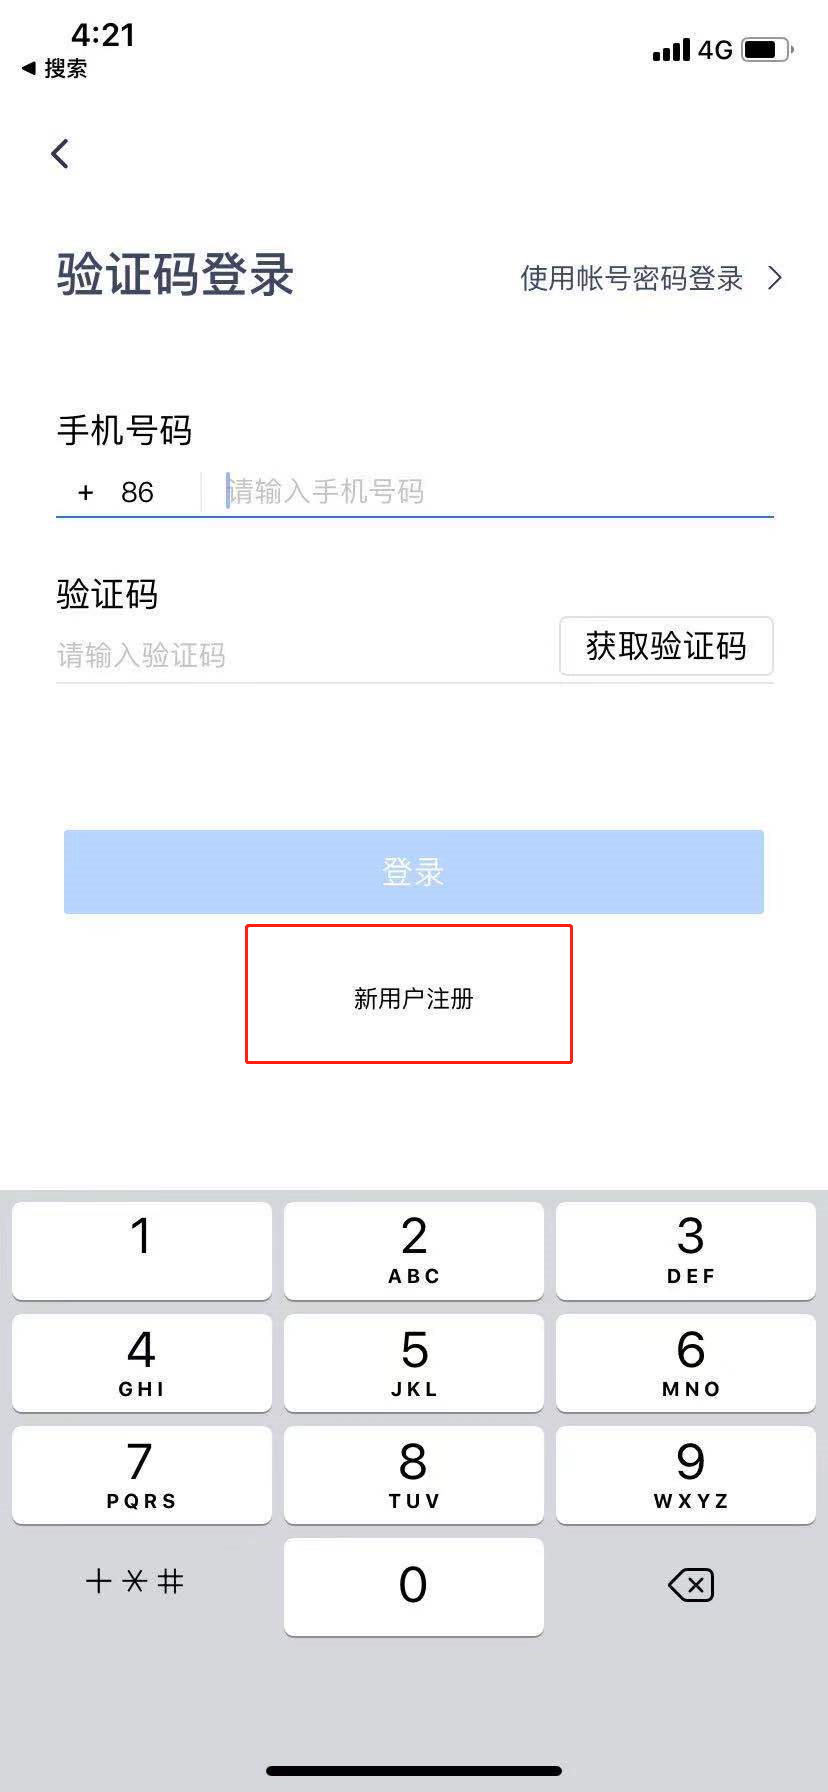 4:21
4G
◀ 搜索
验证码登录
使用帐号密码登录
手机号码
+ 86
请输入手机号码
验证码
请输入验证码
获取验证码
登录
新用户注册
1
2
ABC
3
DEF
4
GHI
5
JKL
6
MNO
7
PQRS
8
TUV
9
WXYZ
+*#
0